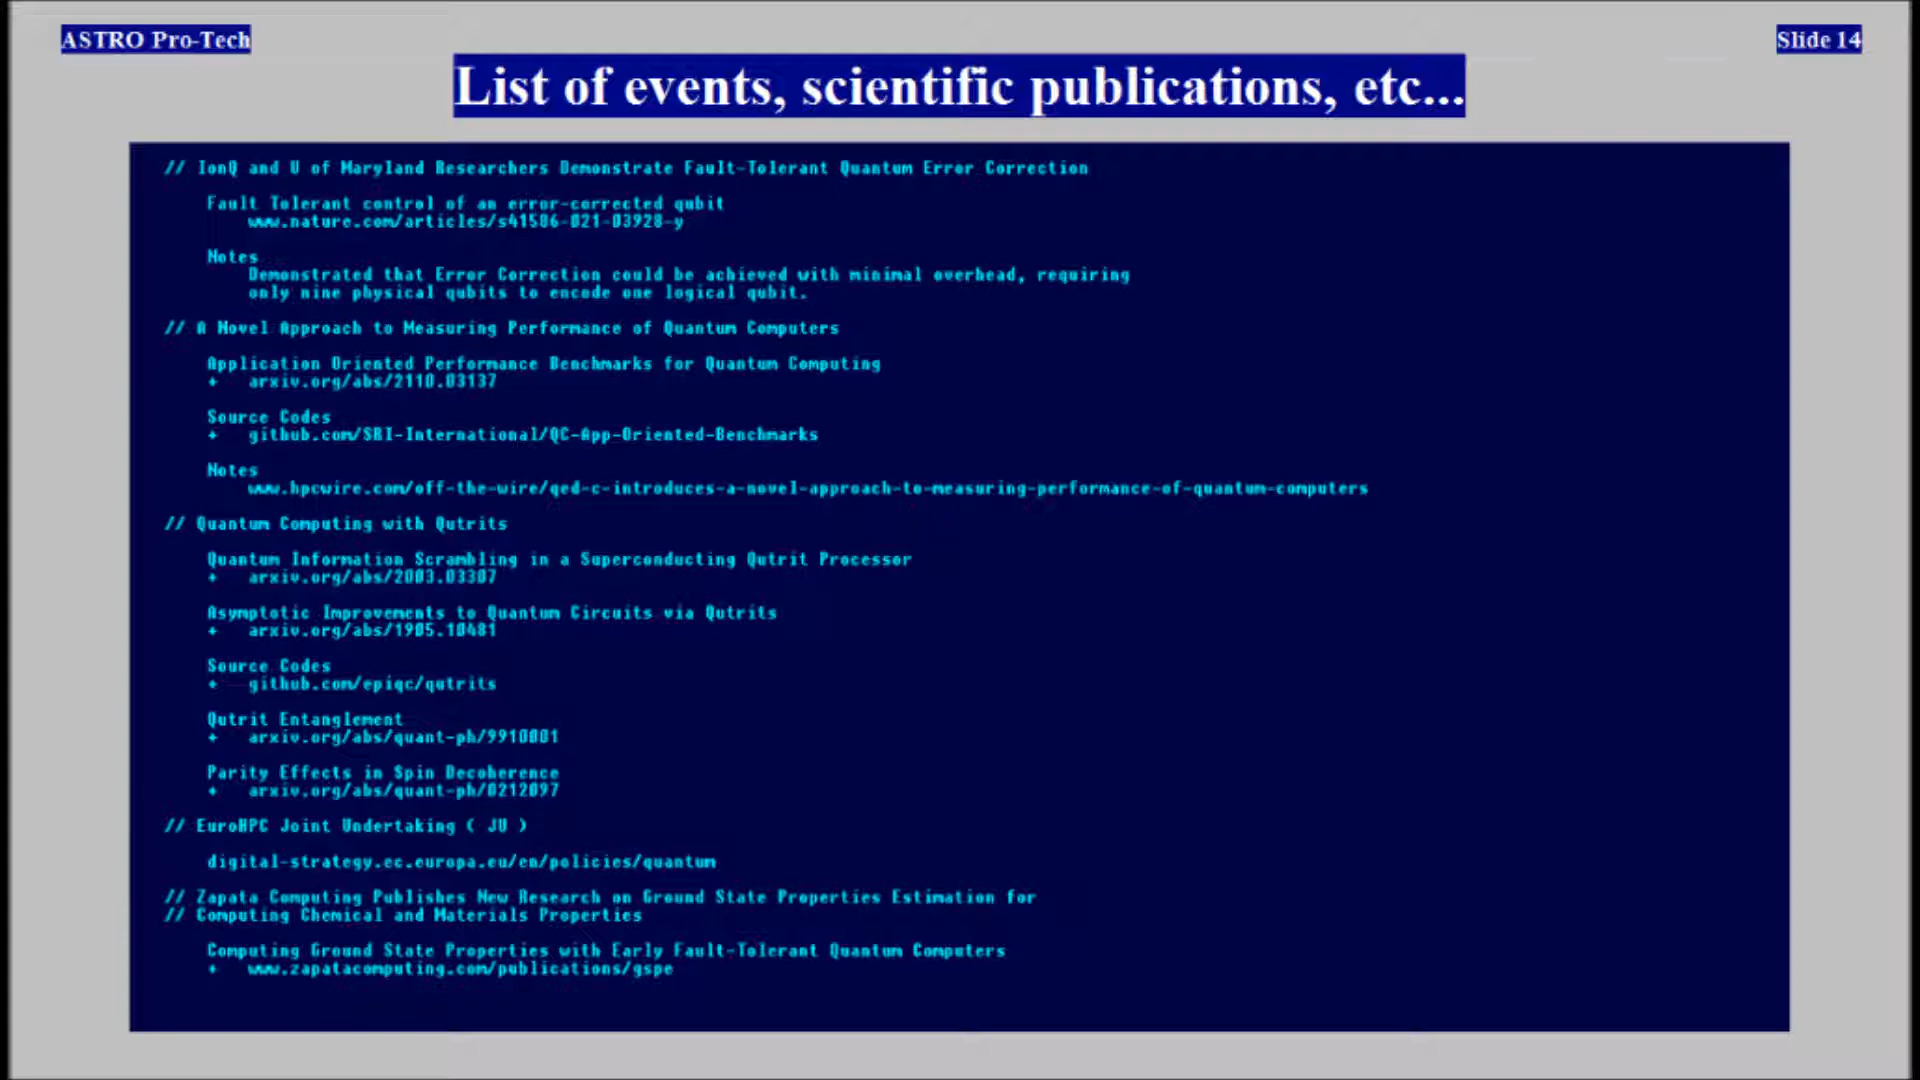 ASTRO Pro-Tech
Slide 14
List of events, scientific publications, etc...
// IonQ and U of Maryland Researchers Demonstrate Fault-Tolerant Quantum Error Correction
Fault Tolerant control of an error-corrected qubit
www.nature.com/articles/s41586-021-03928-y
Notes
Demonstrated that Error Correction could be achieved with minimal overhead, requiring
only nine physical qubits to encode one logical qubit.
// A Novel Approach to Measuring Performance of Quantum Computers
Application Oriented Performance Benchmarks for Quantum Computing
+ arxiv.org/abs/2110.03137
Source Codes
+ github.com/SRI-International/QC-App-Oriented-Benchmarks
Notes
www.hpcwire.com/off-the-wire/qed-c-introduces-a-novel-approach-to-measuring-performance-of-quantum-computers
// Quantum Computing with Qutrits
Quantum Information Scrambling in a Superconducting Qutrit Processor
+ arxiv.org/abs/2003.03307
Asymptotic Improvements to Quantum Circuits via Qutrits
+ arxiv.org/abs/1905.10481
Source Codes
+ github.com/epiqc/qutrits
Qutrit Entanglement
+ arxiv.org/abs/quant-ph/9910001
Parity Effects in Spin Decoherence
+ arxiv.org/abs/quant-ph/0212097
// EuroHPC Joint Undertaking ( JU )
digital-strategy.ec.europa.eu/en/policies/quantum
// Zapata Computing Publishes New Research on Ground State Properties Estimation for
// Computing Chemical and Materials Properties
Computing Ground State Properties with Early Fault-Tolerant Quantum Computers
+ www.zapatacomputing.com/publications/gspe